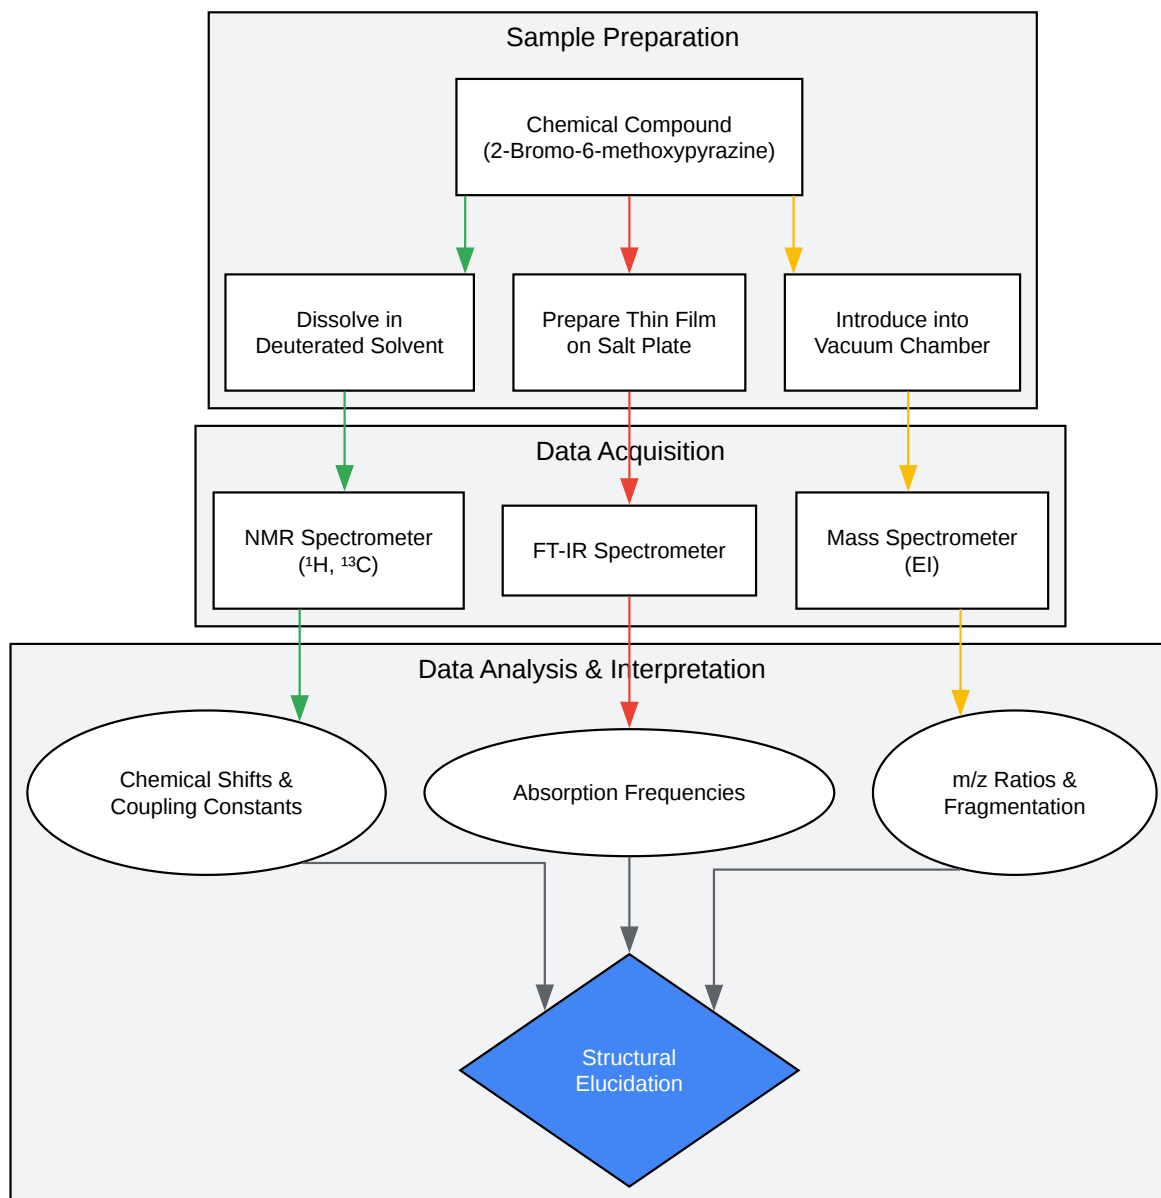 Sample Preparation
Chemical Compound
(2-Bromo-6-methoxypyrazine)
Dissolve in
Deuterated Solvent
Prepare Thin Film
on Salt Plate
Introduce into
Vacuum Chamber
Data Acquisition
NMR Spectrometer
(¹H, ¹³C)
FT-IR Spectrometer
Mass Spectrometer
(EI)
Data Analysis & Interpretation
Chemical Shifts &
Coupling Constants
Absorption Frequencies
m/z Ratios &
Fragmentation
Structural
Elucidation